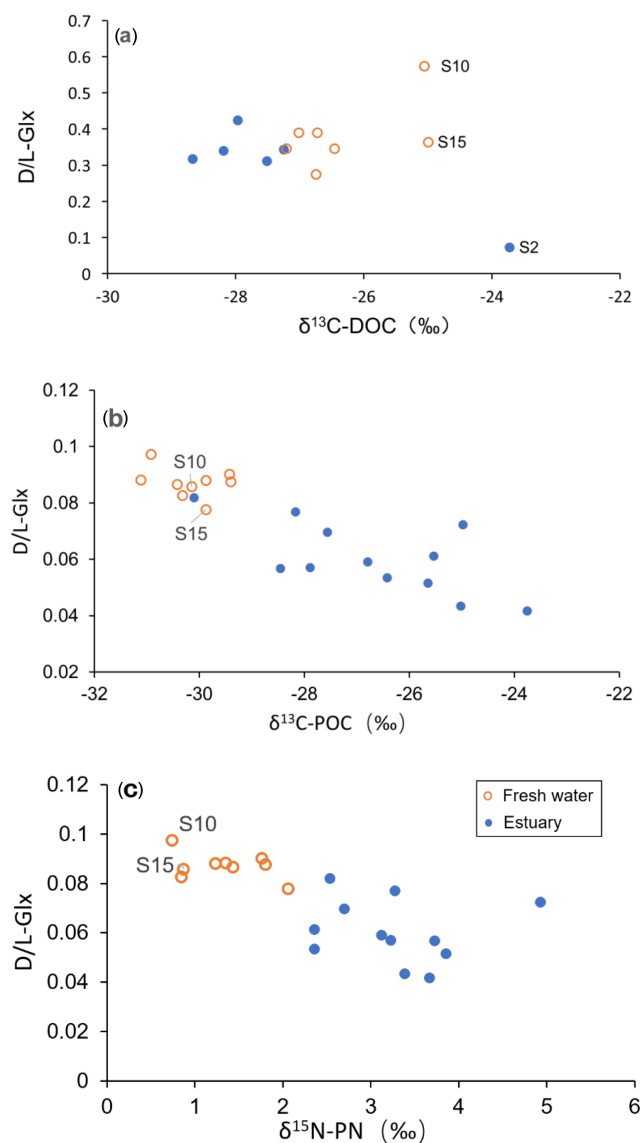 (a)
0.7
0.6
0.5
0.4
0.3
0.2
0.1
0
D/L-Glx
S10
S15
S2
-30 -28 -26 -24 -22
δ¹³C-DOC (‰)
(b)
0.12
0.1
0.08
0.06
0.04
0.02
D/L-Glx
S10
S15
-32 -30 -28 -26 -24 -22
δ¹³C-POC (‰)
(c)
0.12
0.1
0.08
0.06
0.04
0.02
0
D/L-Glx
Fresh water
Estuary
S10
S15
0 1 2 3 4 5 6
δ¹⁵N-PN (‰)